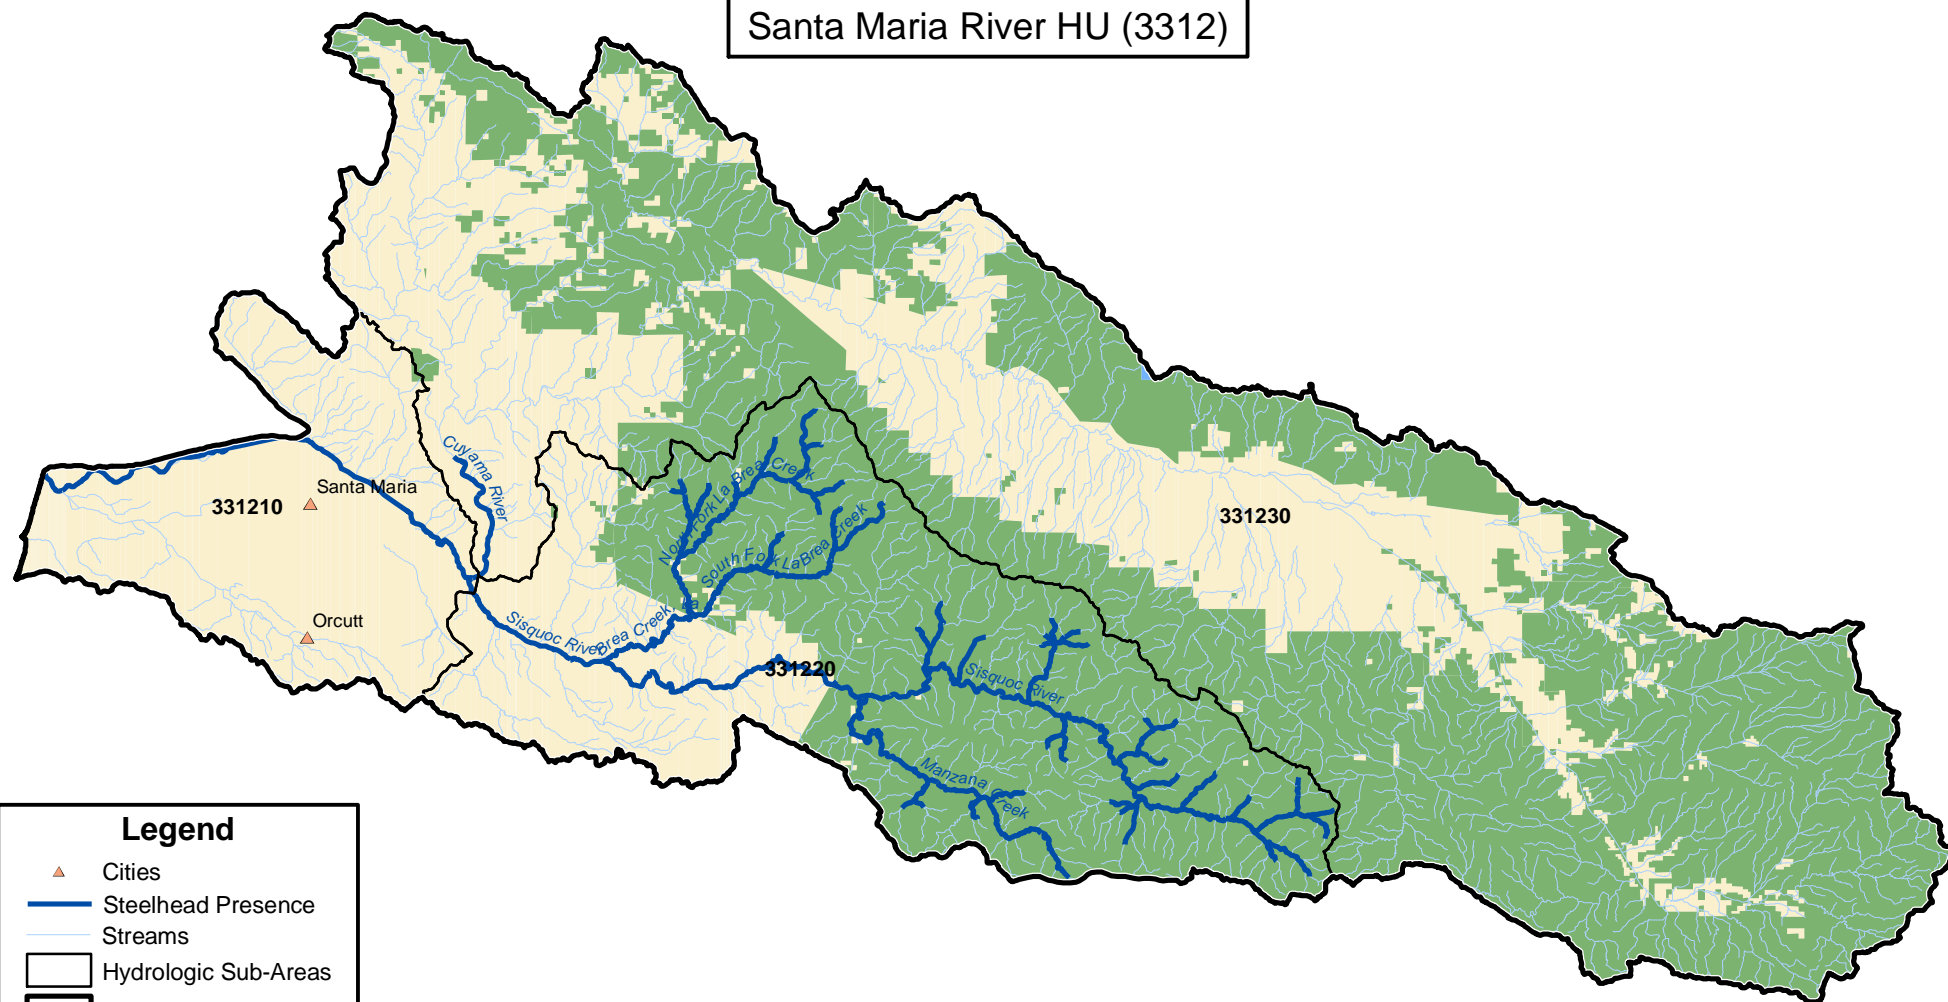 Santa Maria River HU (3312)
Cuyama River
Santa Maria
331210
North Fork La Brea Creek
South Fork LaBrea Creek
331230
Orcutt
Sisquoc River
Brea Creek, La
331220
Sisquoc River
Manzana Creek
Legend
Cities
Steelhead Presence
Streams
Hydrologic Sub-Areas